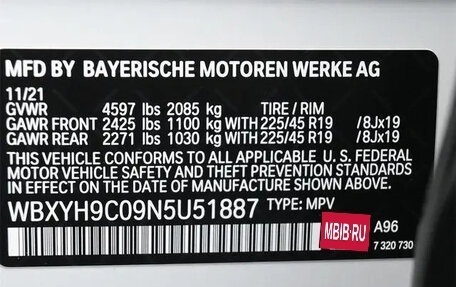 MFD BY BAYERISCHE MOTOREN WERKE AG
11/21
GVWR 4597 lbs 2085 kg TIRE / RIM
GAWR FRONT 2425 lbs 1100 kg WITH 225/45 R19 /8Jx19
GAWR REAR 2271 lbs 1030 kg WITH 225/45 R19 /8Jx19
THIS VEHICLE CONFORMS TO ALL APPLICABLE U. S. FEDERAL
MOTOR VEHICLE SAFETY AND THEFT PREVENTION STANDARDS
IN EFFECT ON THE DATE OF MANUFACTURE SHOWN ABOVE.
WBXYH9C09N5U51887 TYPE: MPV
MBIB.RU A96
7 320 730